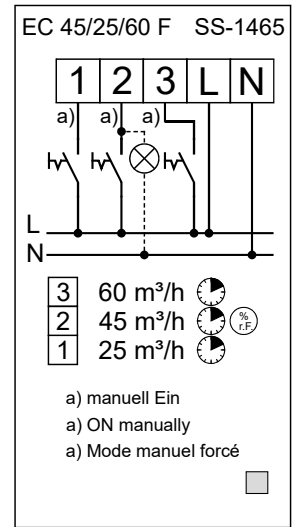 EC 45/25/60 F SS-1465
1 2 3 L N
a) a) a)
L
N
3 60 m³/h
2 45 m³/h % r.F.
1 25 m³/h
a) manuell Ein
a) ON manually
a) Mode manuel forcé